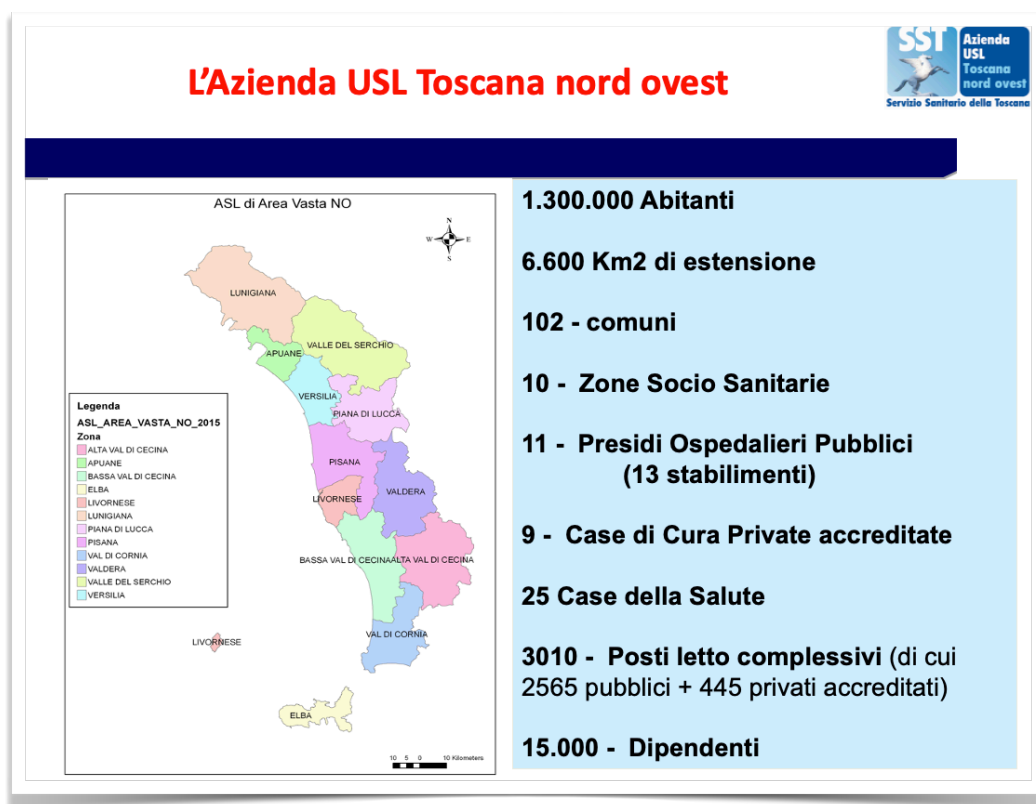 L'Azienda USL Toscana nord ovest
SST
Azienda
USL
Toscana
nord ovest
Servizio Sanitario della Toscana
ASL di Area Vasta NO
N
W
E
S
LUNIGIANA
VALLE DEL SERCHIO
APUANE
VERSILIA
PIANA DI LUCCA
PISANA
LIVORNESE
VALDERA
BASSA VAL DI CECINA
ALTA VAL DI CECINA
VAL DI CORNIA
LIVORNESE
ELBA
Legenda
ASL_AREA_VASTA_NO_2015
Zona
ALTA VAL DI CECINA
APUANE
BASSA VAL DI CECINA
ELBA
LIVORNESE
LUNIGIANA
PIANA DI LUCCA
PISANA
VAL DI CORNIA
VALDERA
VALLE DEL SERCHIO
VERSILIA
10 5 0 10 Kilometers
1.300.000 Abitanti
6.600 Km2 di estensione
102 - comuni
10 - Zone Socio Sanitarie
11 - Presidi Ospedalieri Pubblici
(13 stabilimenti)
9 - Case di Cura Private accreditate
25 Case della Salute
3010 - Posti letto complessivi (di cui
2565 pubblici + 445 privati accreditati)
15.000 - Dipendenti